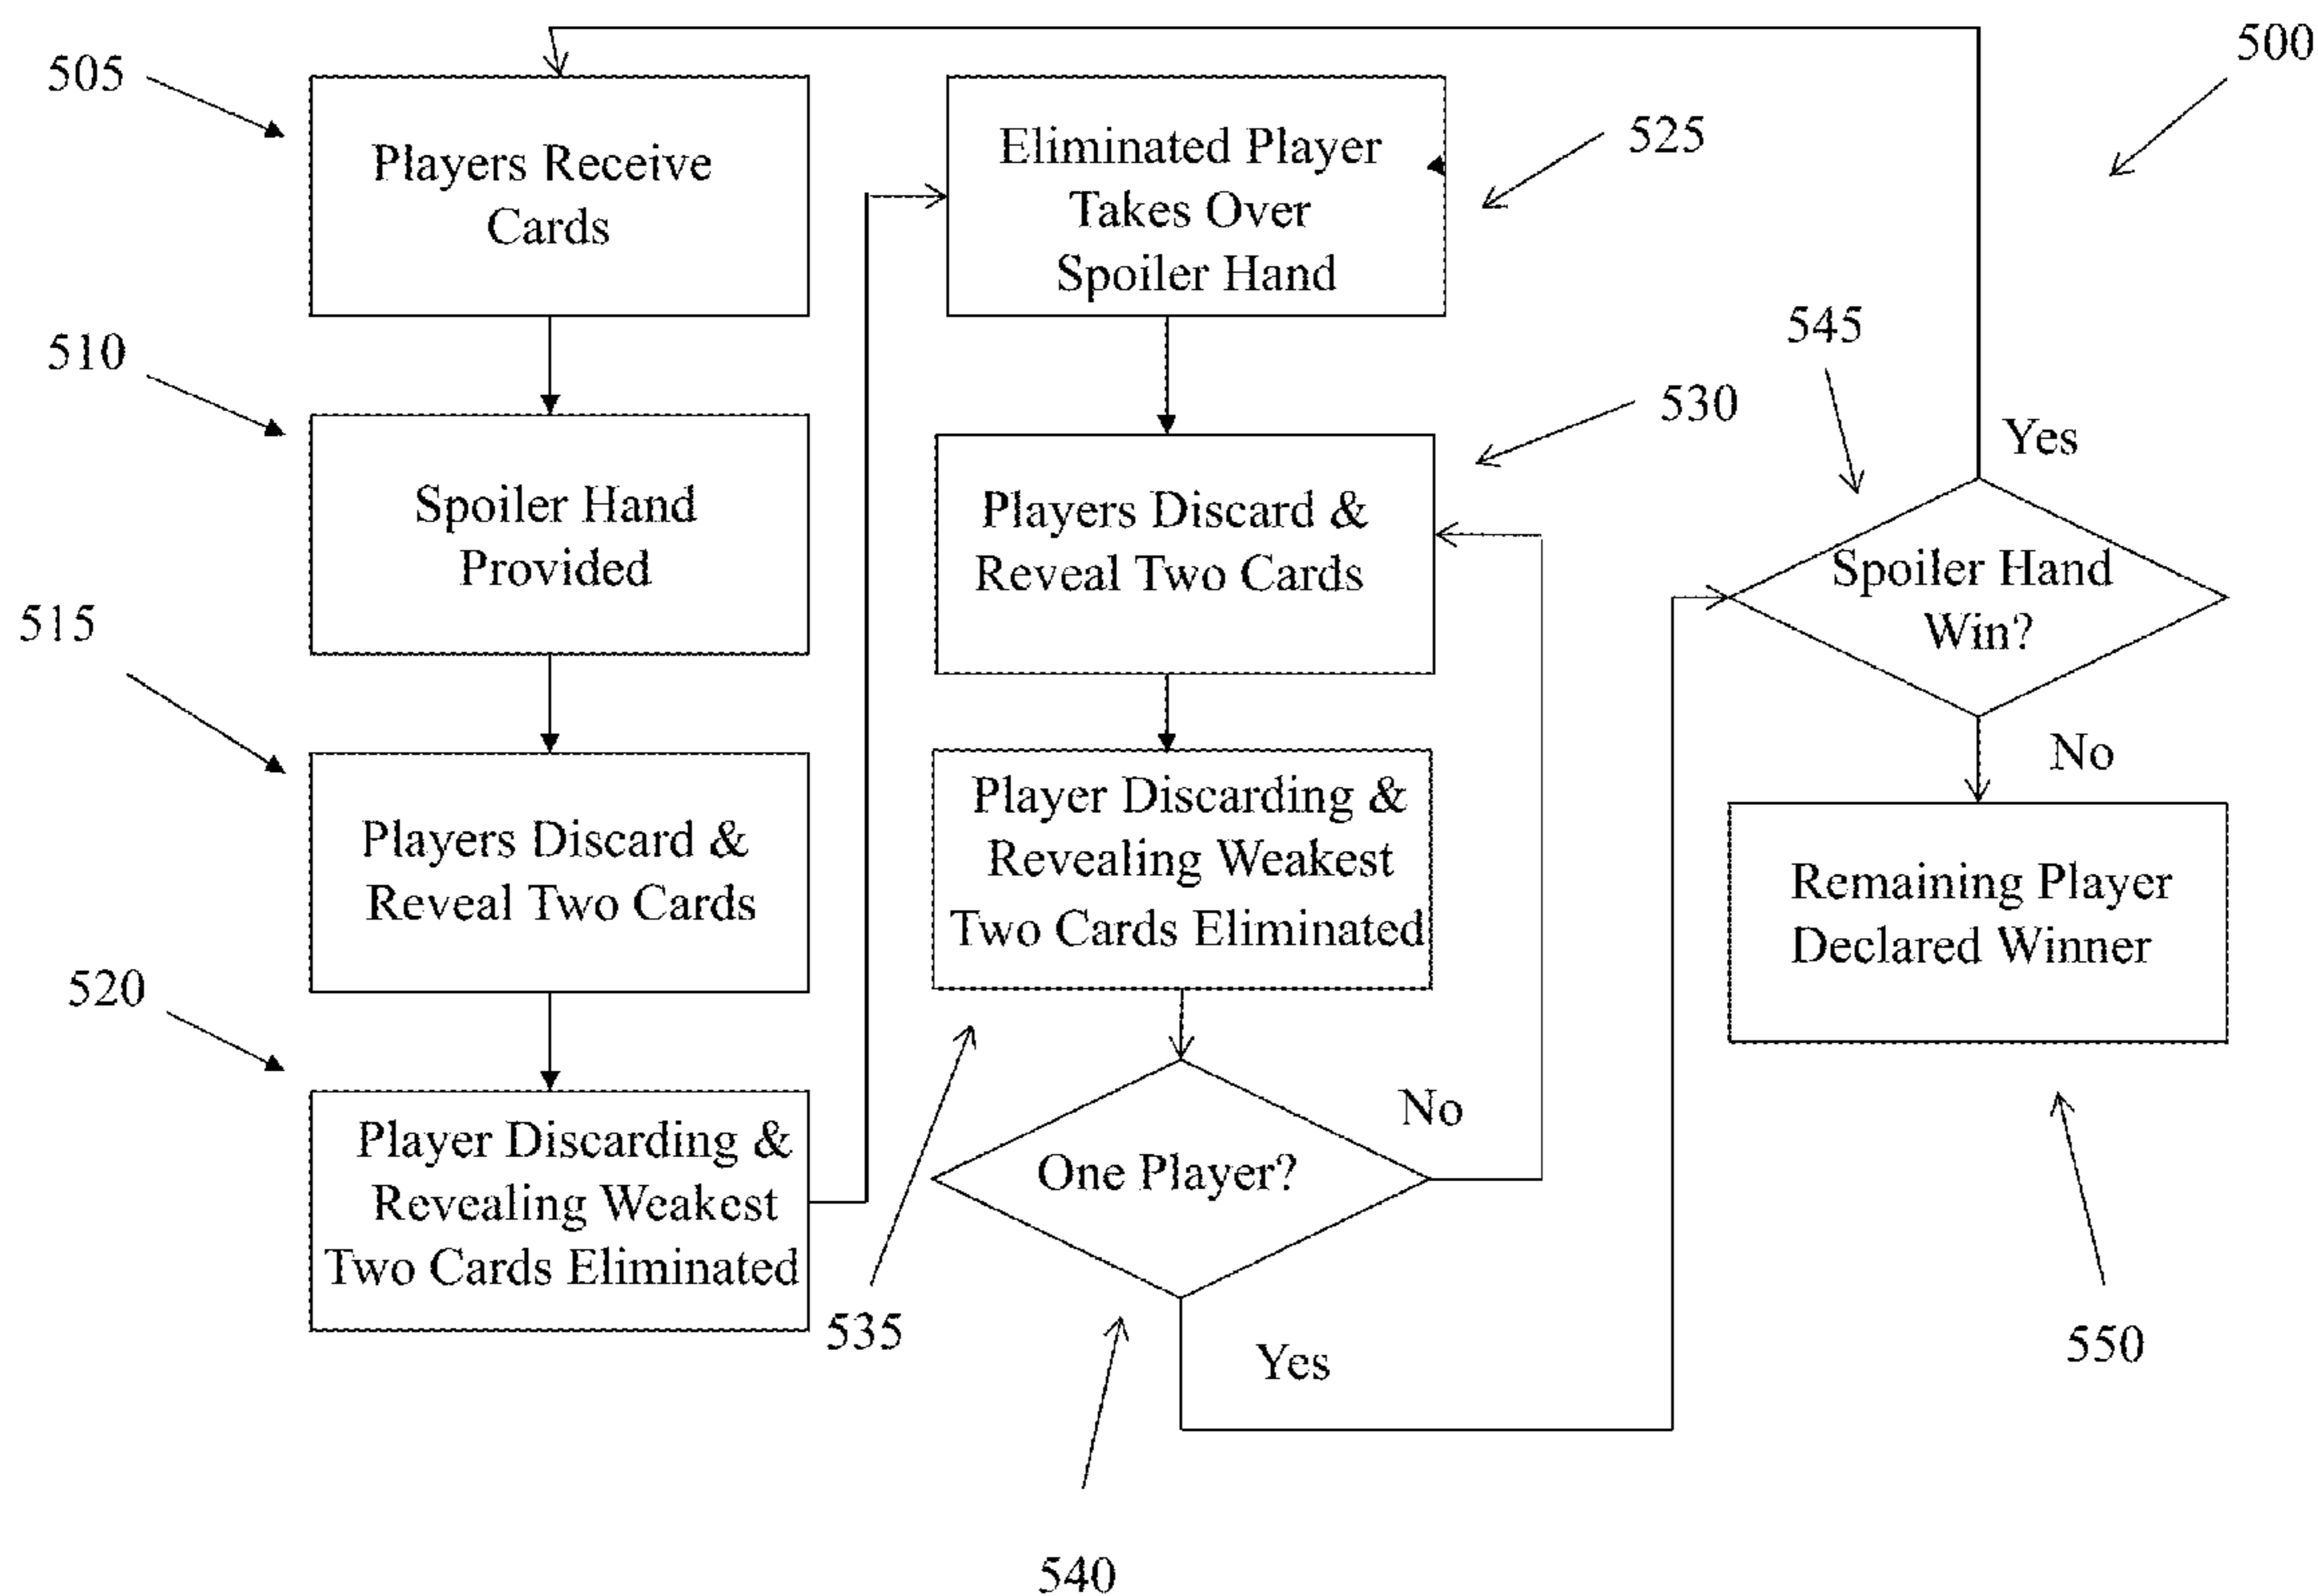 500
505
Players Receive
Cards
510
Spoiler Hand
Provided
515
Players Discard &
Reveal Two Cards
520
Player Discarding &
Revealing Weakest
Two Cards Eliminated
525
Eliminated Player
Takes Over
Spoiler Hand
530
Players Discard &
Reveal Two Cards
535
Player Discarding &
Revealing Weakest
Two Cards Eliminated
540
One Player?
No
Yes
545
Spoiler Hand
Win?
Yes
No
550
Remaining Player
Declared Winner